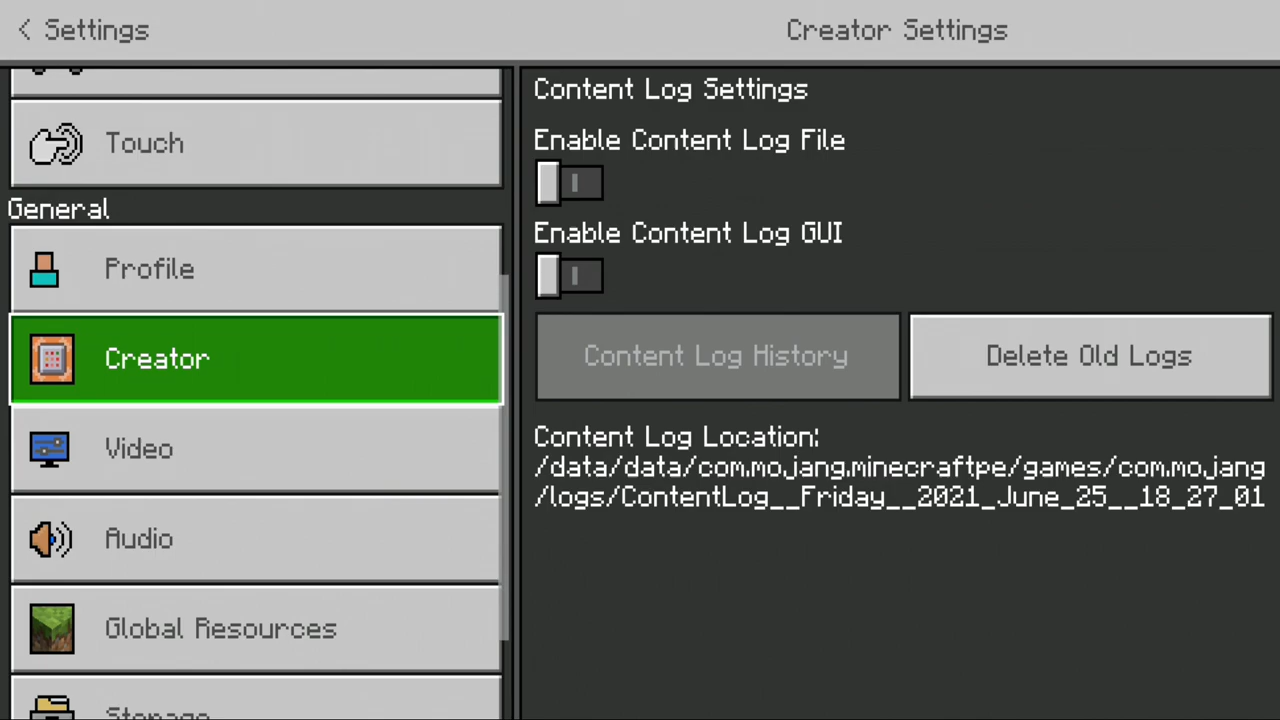 < Settings
Creator Settings
Touch
General
Profile
Creator
Video
Audio
Global Resources
Storage
Content Log Settings
Enable Content Log File
Enable Content Log GUI
Content Log History
Delete Old Logs
Content Log Location:
/data/data/com.mojang.minecraftpe/games/com.mojang
/logs/ContentLog__Friday__2021_June_25__18_27_01